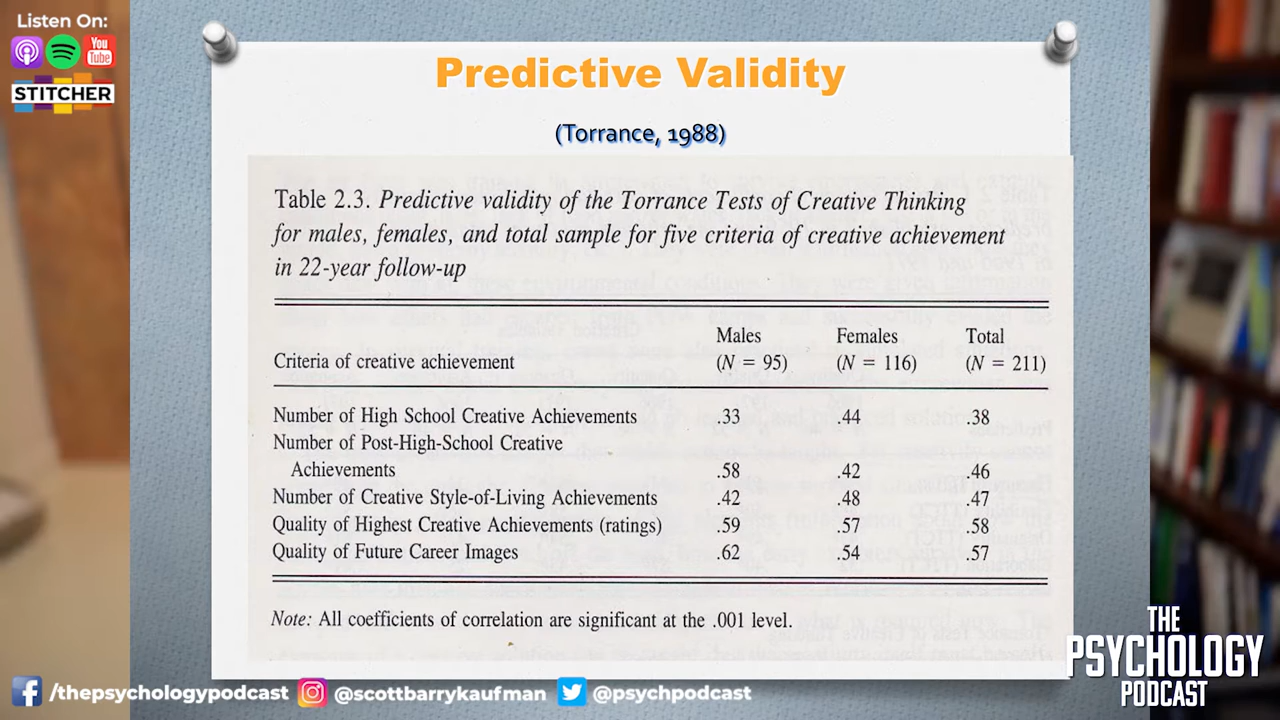 Listen On:
You
Tube
STITCHER
Predictive Validity
(Torrance, 1988)
Table 2.3. Predictive validity of the Torrance Tests of Creative Thinking
for males, females, and total sample for five criteria of creative achievement
in 22-year follow-up
Males Females Total
Criteria of creative achievement (N = 95) (N = 116) (N = 211)
Number of High School Creative Achievements .33 .44 .38
Number of Post-High-School Creative
Achievements .58 .42 .46
Number of Creative Style-of-Living Achievements .42 .48 .47
Quality of Highest Creative Achievements (ratings) .59 .57 .58
Quality of Future Career Images .62 .54 .57
Note: All coefficients of correlation are significant at the .001 level.
THE
PSYCHOLOGY
PODCAST
/thepsychologypodcast @scottbarrykaufman @psychpodcast